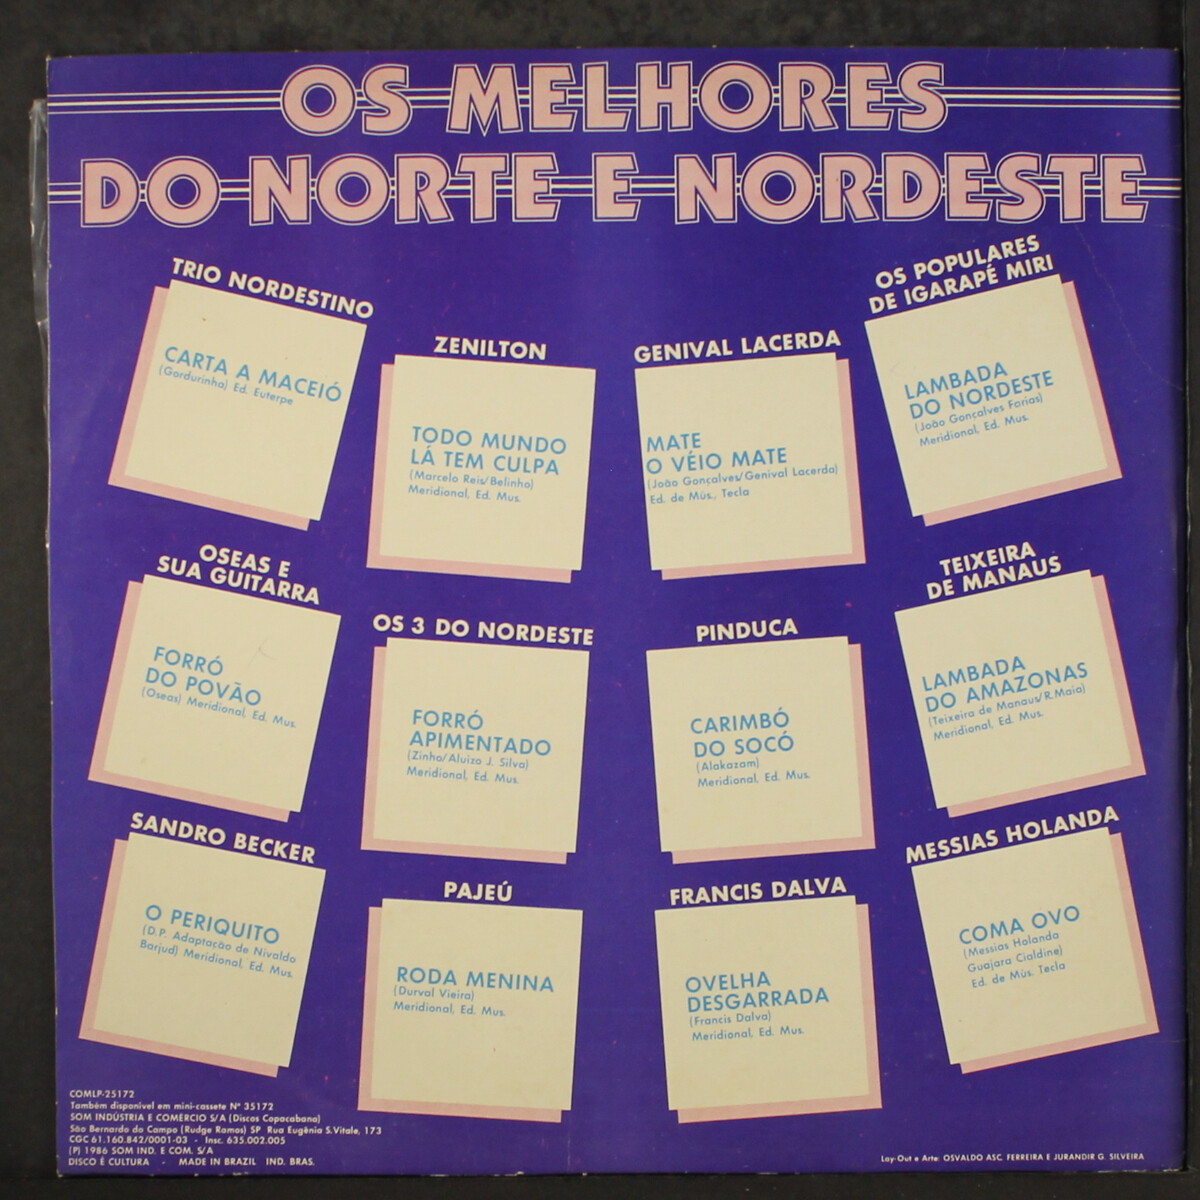 OS MELHORES
DO NORTE E NORDESTE
TRIO NORDESTINO
CARTA A MACEIÓ
(Gordurinha) Ed. Euterpe
ZENILTON
TODO MUNDO
LÁ TEM CULPA
(Marcelo Reis/Belinho)
Meridional, Ed. Mus.
GENIVAL LACERDA
MATE
O VÉIO MATE
(João Gonçalves/Genival Lacerda)
Ed. de Mús., Tecla
OS POPULARES
DE IGARAPÉ MIRI
LAMBADA
DO NORDESTE
(João Gonçalves Farias)
Meridional, Ed. Mus.
OSEAS E
SUA GUITARRA
FORRÓ
DO POVÃO
(Oseas) Meridional, Ed. Mus.
OS 3 DO NORDESTE
FORRÓ
APIMENTADO
(Zinho/Aluizo J. Silva)
Meridional, Ed. Mus.
PINDUCA
CARIMBÓ
DO SOCÓ
(Alakazam)
Meridional, Ed. Mus.
TEIXEIRA
DE MANAUS
LAMBADA
DO AMAZONAS
(Teixeira de Manaus/R.Maia)
Meridional, Ed. Mus.
SANDRO BECKER
O PERIQUITO
(D.P. Adaptação de Nivaldo
Barjud) Meridional, Ed. Mus.
PAJEÚ
RODA MENINA
(Durval Vieira)
Meridional, Ed. Mus.
FRANCIS DALVA
OVELHA
DESGARRADA
(Francis Dalva)
Meridional, Ed. Mus.
MESSIAS HOLANDA
COMA OVO
(Messias Holanda
Guajara Cialdine)
Ed. de Mús. Tecla
COMLP-25172
Também disponível em mini-cassete Nº 35172
SOM INDÚSTRIA E COMÉRCIO S/A (Discos Copacabana)
São Bernardo do Campo (Rudge Ramos) SP Rua Eugênia S.Vitale, 173
CGC 61.160.842/0001-03 - Insc. 635.002.005
(P) 1986 SOM IND. E COM. S/A
DISCO É CULTURA - MADE IN BRAZIL IND. BRAS.
Lay-Out e Arte: OSVALDO ASC. FERREIRA E JURANDIR G. SILVEIRA